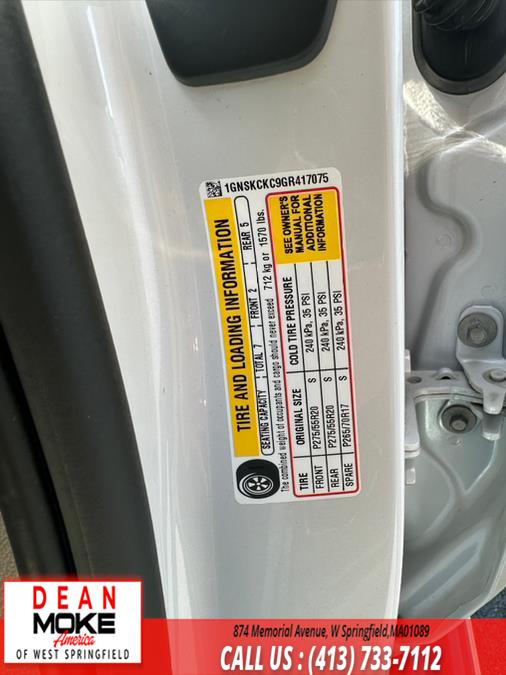 1GNSKCKC9GR417075
TIRE AND LOADING INFORMATION
SEATING CAPACITY TOTAL 7 FRONT 2 REAR 5
The combined weight of occupants and cargo should never exceed 712 kg or 1570 lbs.
TIRE ORIGINAL SIZE COLD TIRE PRESSURE
FRONT P275/55R20 S 240 kPa, 35 PSI
REAR P275/55R20 S 240 kPa, 35 PSI
SPARE P265/70R17 S 240 kPa, 35 PSI
SEE OWNER'S
MANUAL FOR
ADDITIONAL
INFORMATION
DEAN
MOKE
America
OF WEST SPRINGFIELD
874 Memorial Avenue, W Springfield,MA01089
CALL US : (413) 733-7112